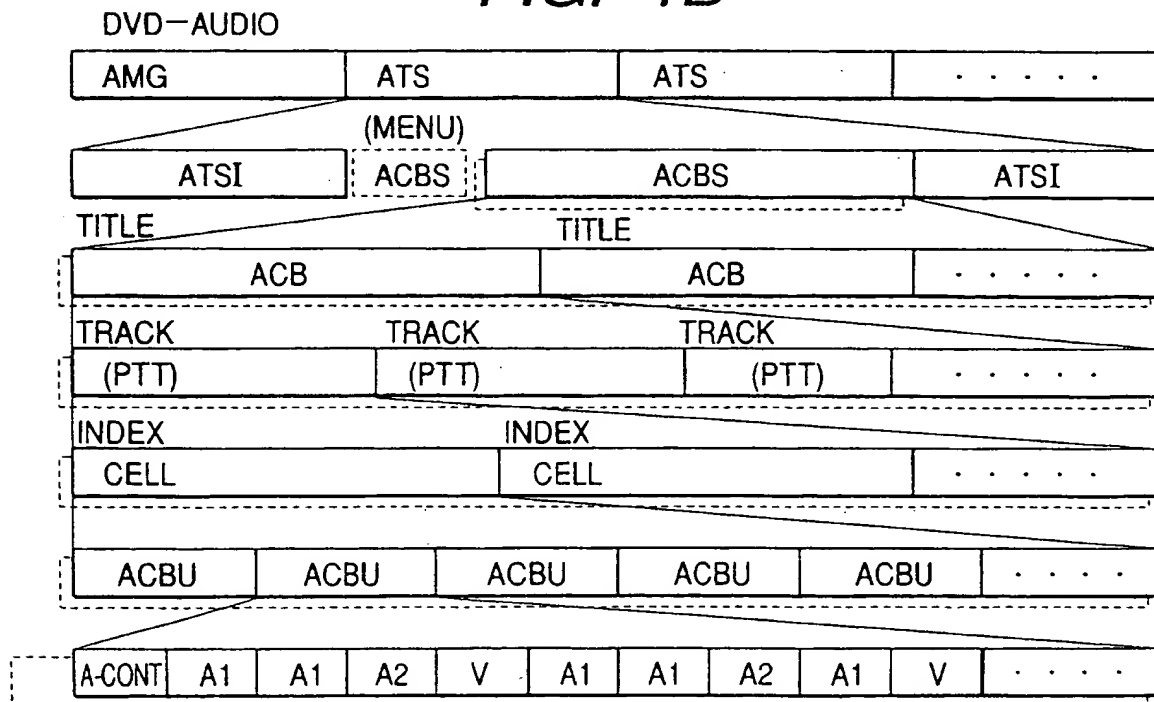 DVD-AUDIO
AMG ATS ATS · · · · ·
(MENU)
ATSI ACBS ACBS ATSI
TITLE TITLE
ACB ACB · · · · ·
TRACK TRACK TRACK
(PTT) (PTT) (PTT) · · · · ·
INDEX INDEX
CELL CELL · · · · ·
ACBU ACBU ACBU ACBU ACBU · · · ·
A-CONT A1 A1 A2 V A1 A1 A2 A1 V · · · ·